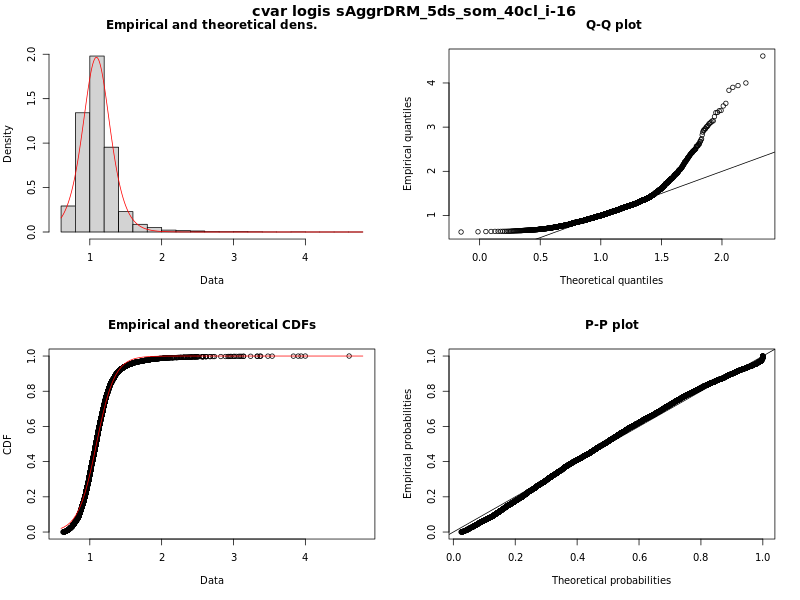 cvar logis sAggrDRM_5ds_som_40cl_i-16
Empirical and theoretical dens.
Density
0.0 0.5 1.0 1.5 2.0
1 2 3 4
Data
Q-Q plot
Empirical quantiles
1 2 3 4
0.0 0.5 1.0 1.5 2.0
Theoretical quantiles
Empirical and theoretical CDFs
CDF
0.0 0.2 0.4 0.6 0.8 1.0
1 2 3 4
Data
P-P plot
Empirical probabilities
0.0 0.2 0.4 0.6 0.8 1.0
0.0 0.2 0.4 0.6 0.8 1.0
Theoretical probabilities